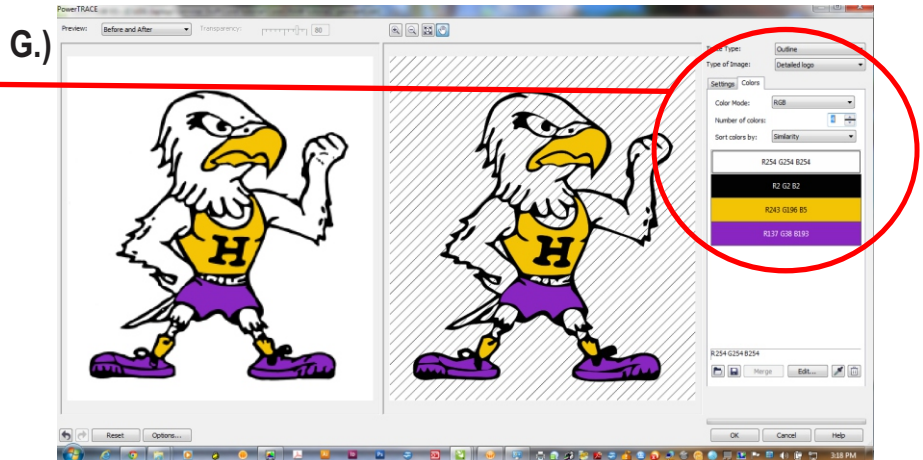 PowerTRACE
Preview: Before and After Transparency: 80
G.)
Type of Image: Detailed logo
Outline
Settings Colors
Color Mode: RGB
Number of colors:
Sort colors by: Similarity
R254 G254 B254
R2 G2 B2
R243 G196 B5
R137 G38 B193
H H
R254 G254 B254
Merge Edit...
Reset Options... OK Cancel Help
3:18 PM